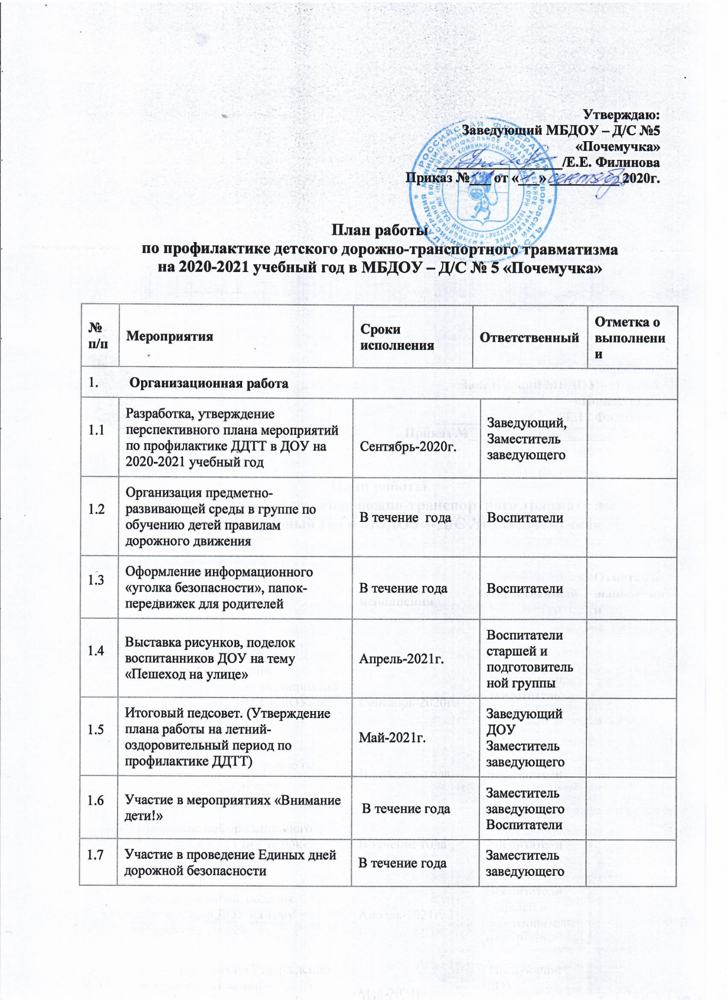 Утверждаю:
Заведующий МБДОУ – Д/С №5
«Почемучка»
/Е.Е. Филинова
Приказ № от « » сентября 2020г.
План работы
по профилактике детского дорожно-транспортного травматизма
на 2020-2021 учебный год в МБДОУ – Д/С № 5 «Почемучка»
№
п/п
Мероприятия
Сроки
исполнения
Ответственный
Отметка о
выполнени
и
1. Организационная работа
1.1
Разработка, утверждение
перспективного плана мероприятий
по профилактике ДДТТ в ДОУ на
2020-2021 учебный год
Сентябрь-2020г.
Заведующий,
Заместитель
заведующего
1.2
Организация предметно-
развивающей среды в группе по
обучению детей правилам
дорожного движения
В течение  года
Воспитатели
1.3
Оформление информационного
«уголка безопасности», папок-
передвижек для родителей
В течение года
Воспитатели
1.4
Выставка рисунков, поделок
воспитанников ДОУ на тему
«Пешеход на улице»
Апрель-2021г.
Воспитатели
старшей и
подготовитель
ной группы
1.5
Итоговый педсовет. (Утверждение
плана работы на летний-
оздоровительный период по
профилактике ДДТТ)
Май-2021г.
Заведующий
ДОУ
Заместитель
заведующего
1.6
Участие в мероприятиях «Внимание
дети!»
В течение года
Заместитель
заведующего
Воспитатели
1.7
Участие в проведение Единых дней
дорожной безопасности
В течение года
Заместитель
заведующего